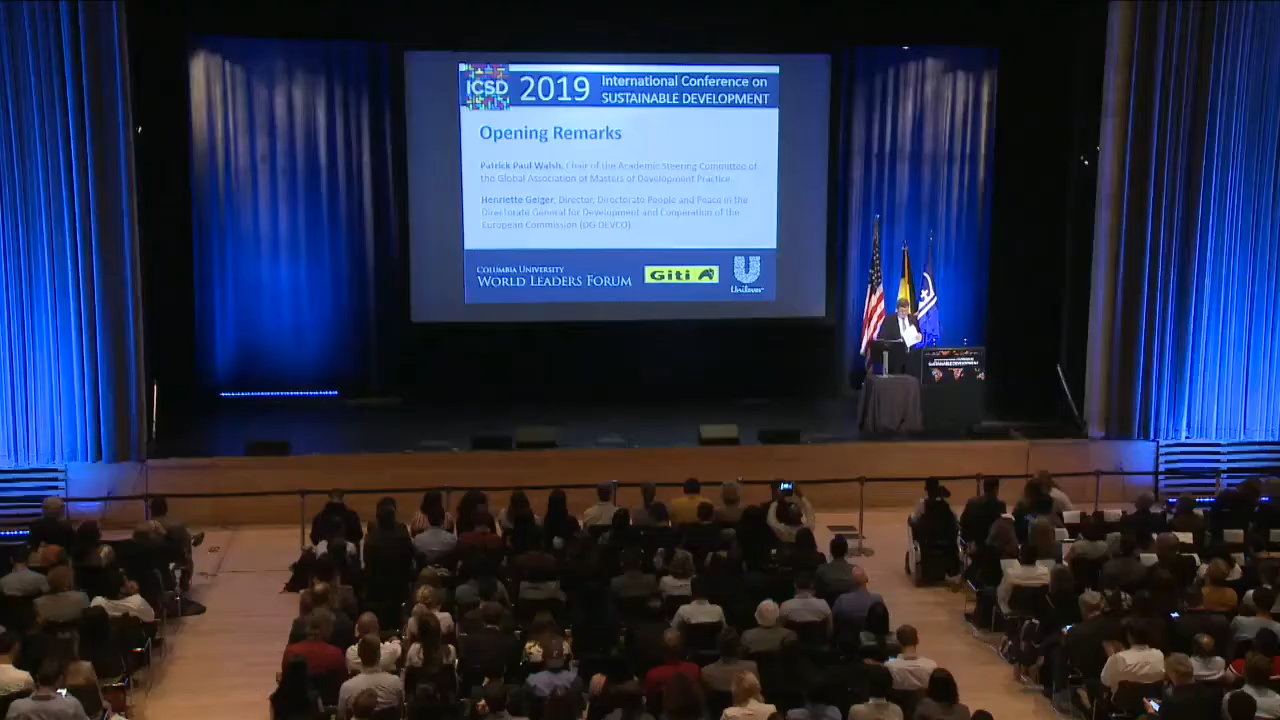 ICSD 2019 International Conference on
SUSTAINABLE DEVELOPMENT
Opening Remarks
Patrick Paul Walsh, Chair of the Academic Steering Committee of
the Global Association of Masters of Development Practice
Henriette Geiger, Director, Directorate People and Peace in the
Directorate General for Development and Cooperation of the
European Commission (DG DEVCO)
COLUMBIA UNIVERSITY
WORLD LEADERS FORUM
Giti
Unilever
SUSTAINABLE DEVELOPMENT